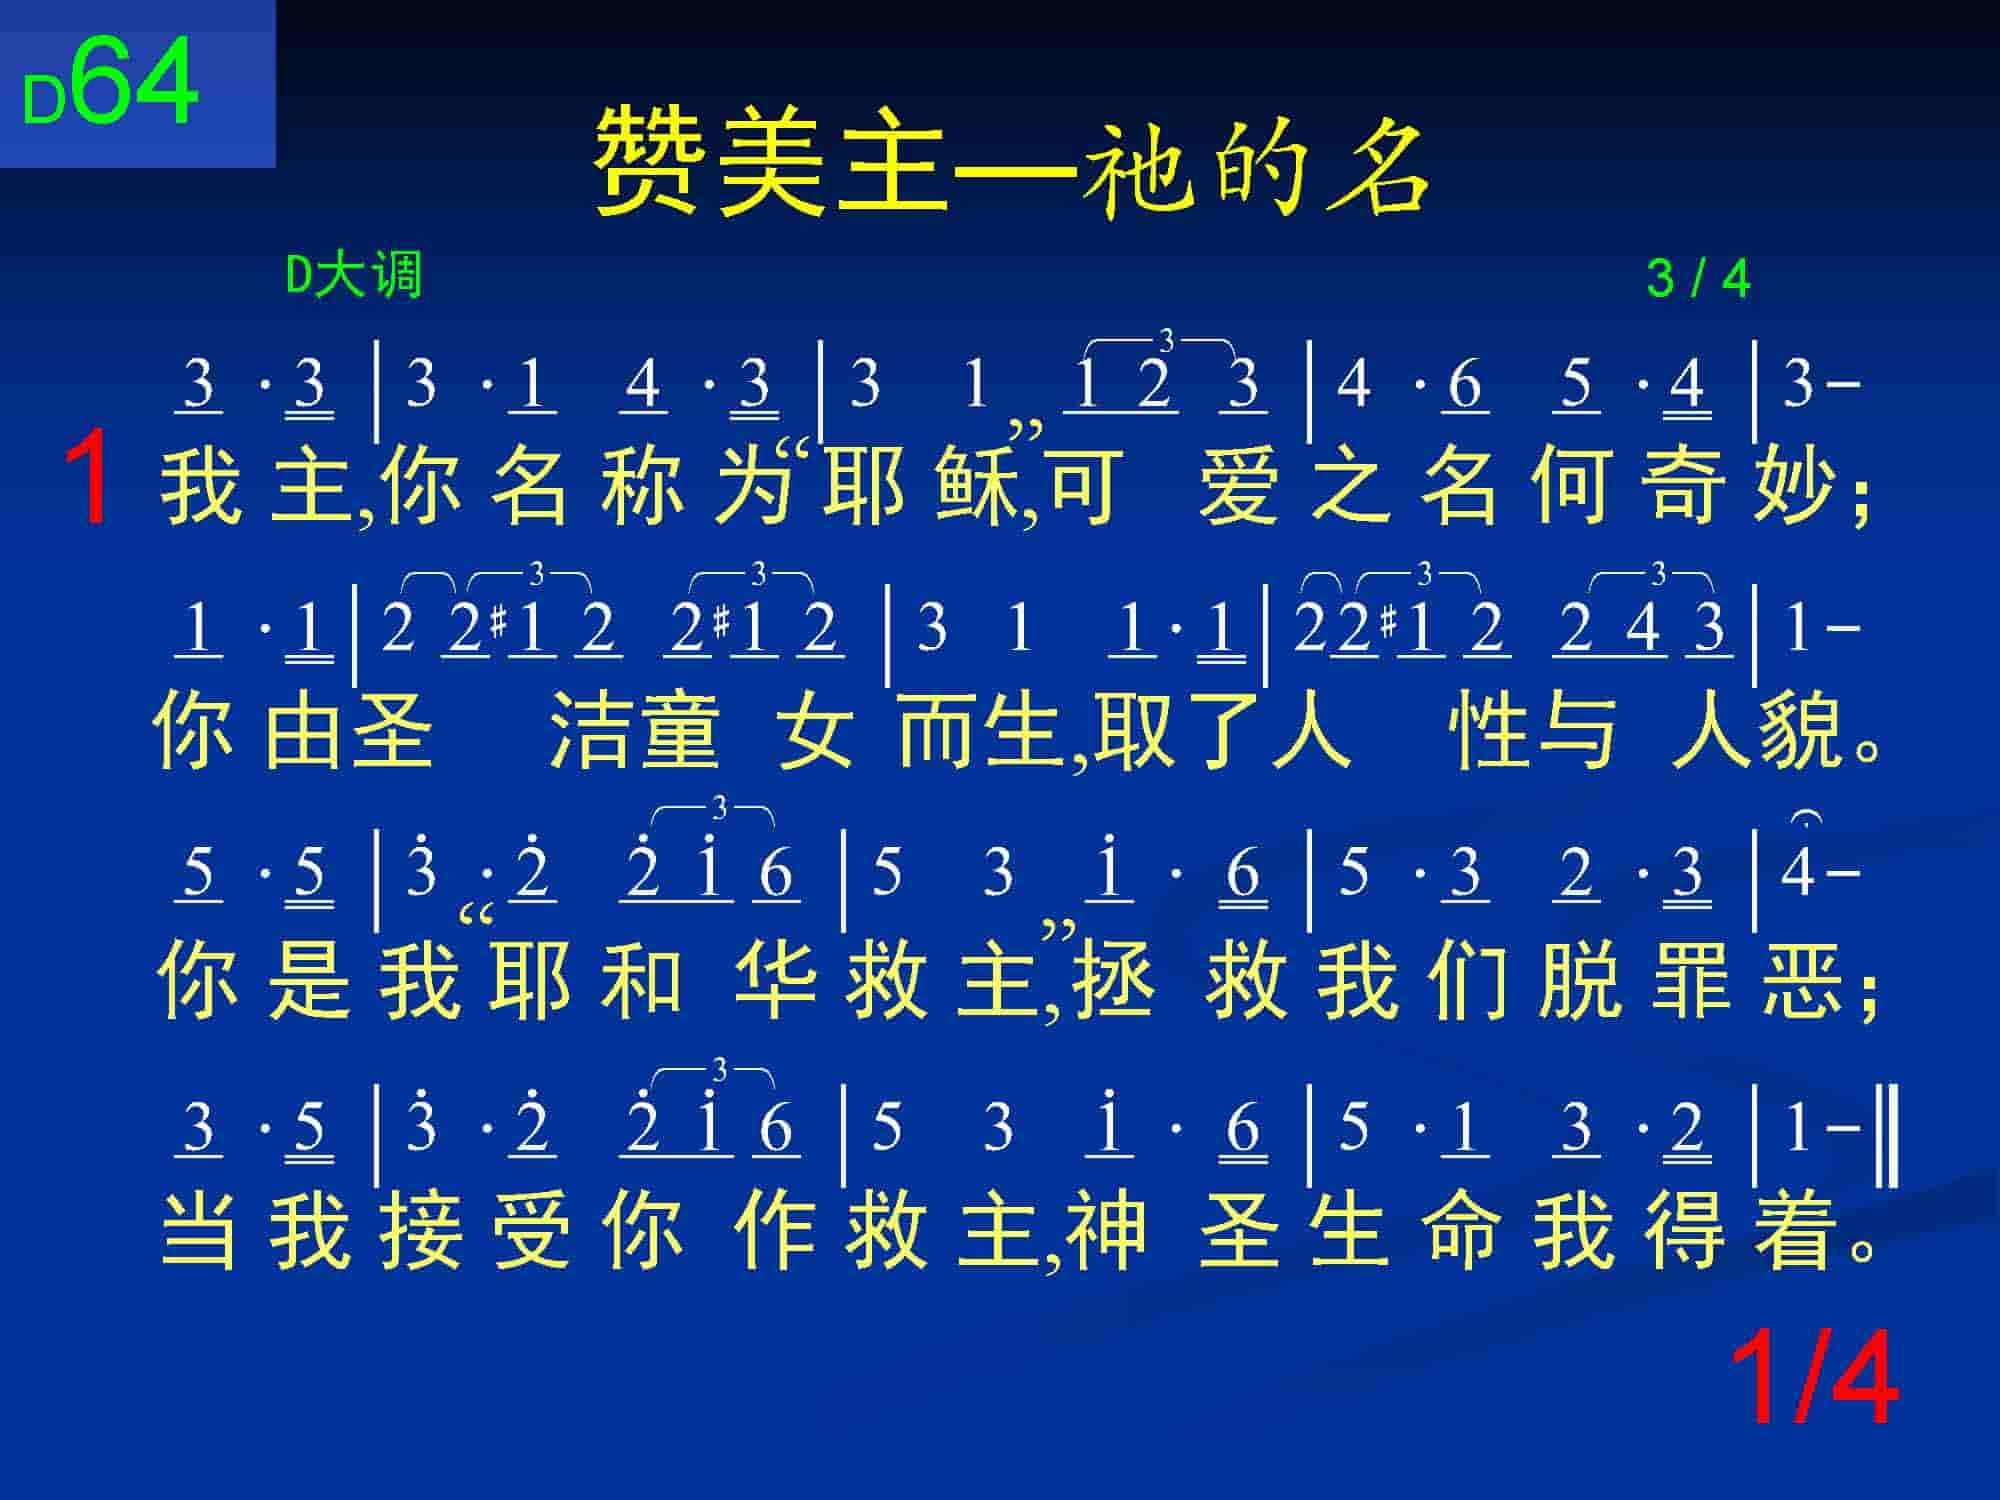 D64
赞美主—祂的名
D大调 3 / 4
3 · 3 | 3 · 1 4 · 3 | 3 1 1 2 3 | 4 · 6 5 · 4 | 3 –
1 我主,你名称为“耶稣,”可爱之名何奇妙；
1 · 1 | 2 2 #1 2 2 #1 2 | 3 1 1 · 1 | 2 2 #1 2 2 4 3 | 1 –
你由圣洁童女而生,取了人性与人貌。
5 · 5 | 3̇ · 2̇ 2̇ 1̇ 6 | 5 3 1̇ · 6 | 5 · 3 2 · 3 | 4 –
你是我“耶和华救主,”拯救我们脱罪恶；
3 · 5 | 3̇ · 2̇ 2̇ 1̇ 6 | 5 3 1̇ · 6 | 5 · 1 3 · 2 | 1 – ‖
当我接受你作救主,神圣生命我得着。
1/4